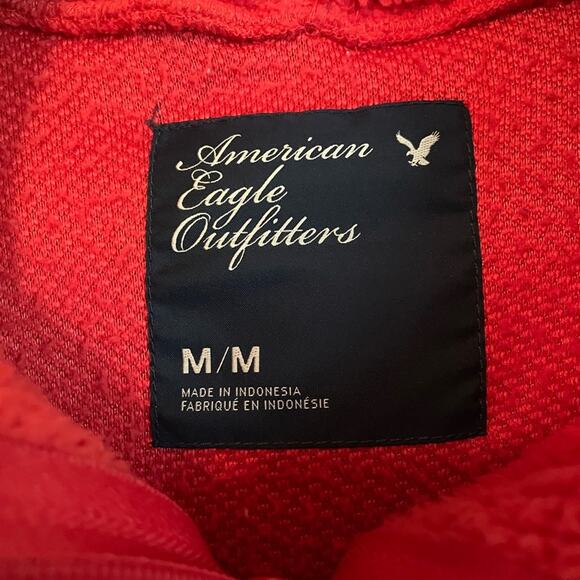 American
Eagle
Outfitters
M/M
MADE IN INDONESIA
FABRIQUÉ EN INDONÉSIE